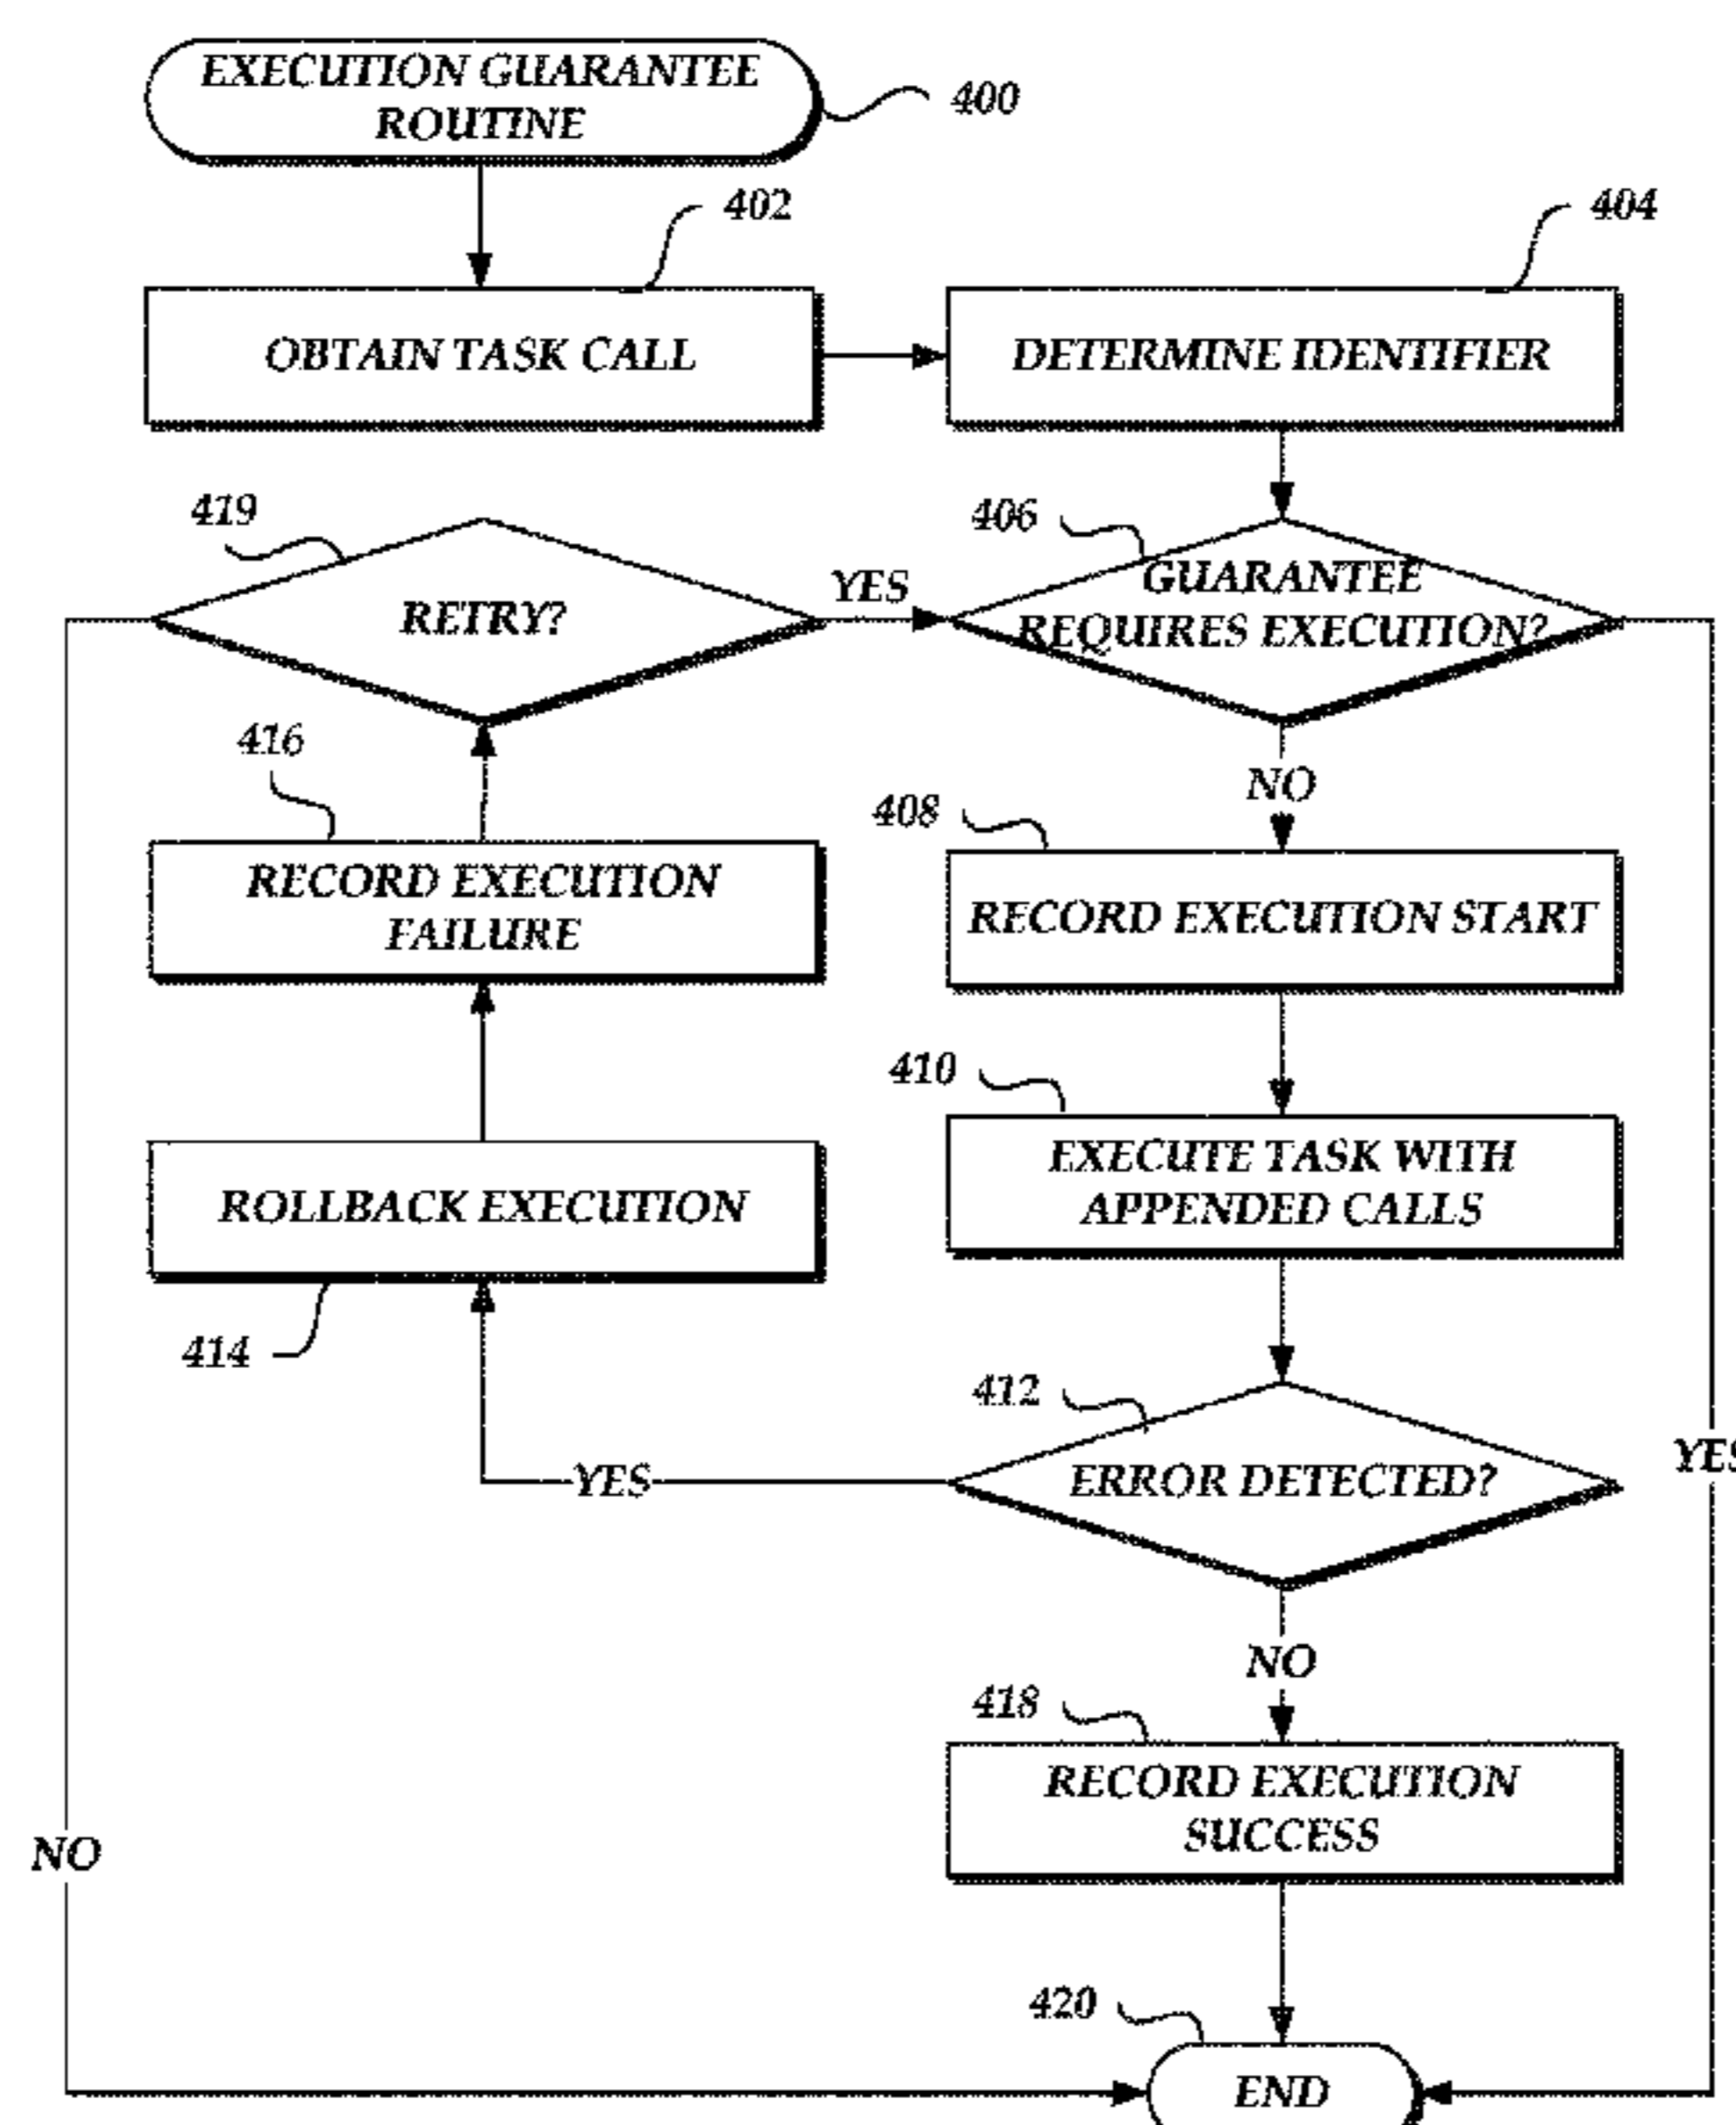 EXECUTION GUARANTEE
ROUTINE
400
402
404
OBTAIN TASK CALL
DETERMINE IDENTIFIER
419
406
RETRY?
YES
GUARANTEE
REQUIRES EXECUTION?
416
NO
408
RECORD EXECUTION
FAILURE
RECORD EXECUTION START
410
EXECUTE TASK WITH
APPENDED CALLS
ROLLBACK EXECUTION
414
412
YES
ERROR DETECTED?
YES
NO
418
RECORD EXECUTION
SUCCESS
NO
420
END